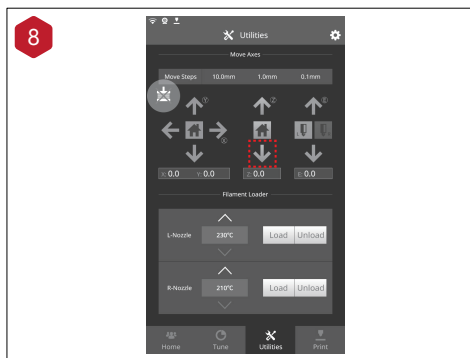 8
Utilities
Move Axes
Move Steps 10.0mm 1.0mm 0.1mm
Y Z E
X
X: 0.0 Y: 0.0 Z: 0.0 E: 0.0
Filament Loader
L-Nozzle 230°C Load Unload
R-Nozzle 210°C Load Unload
Home Tune Utilities Print